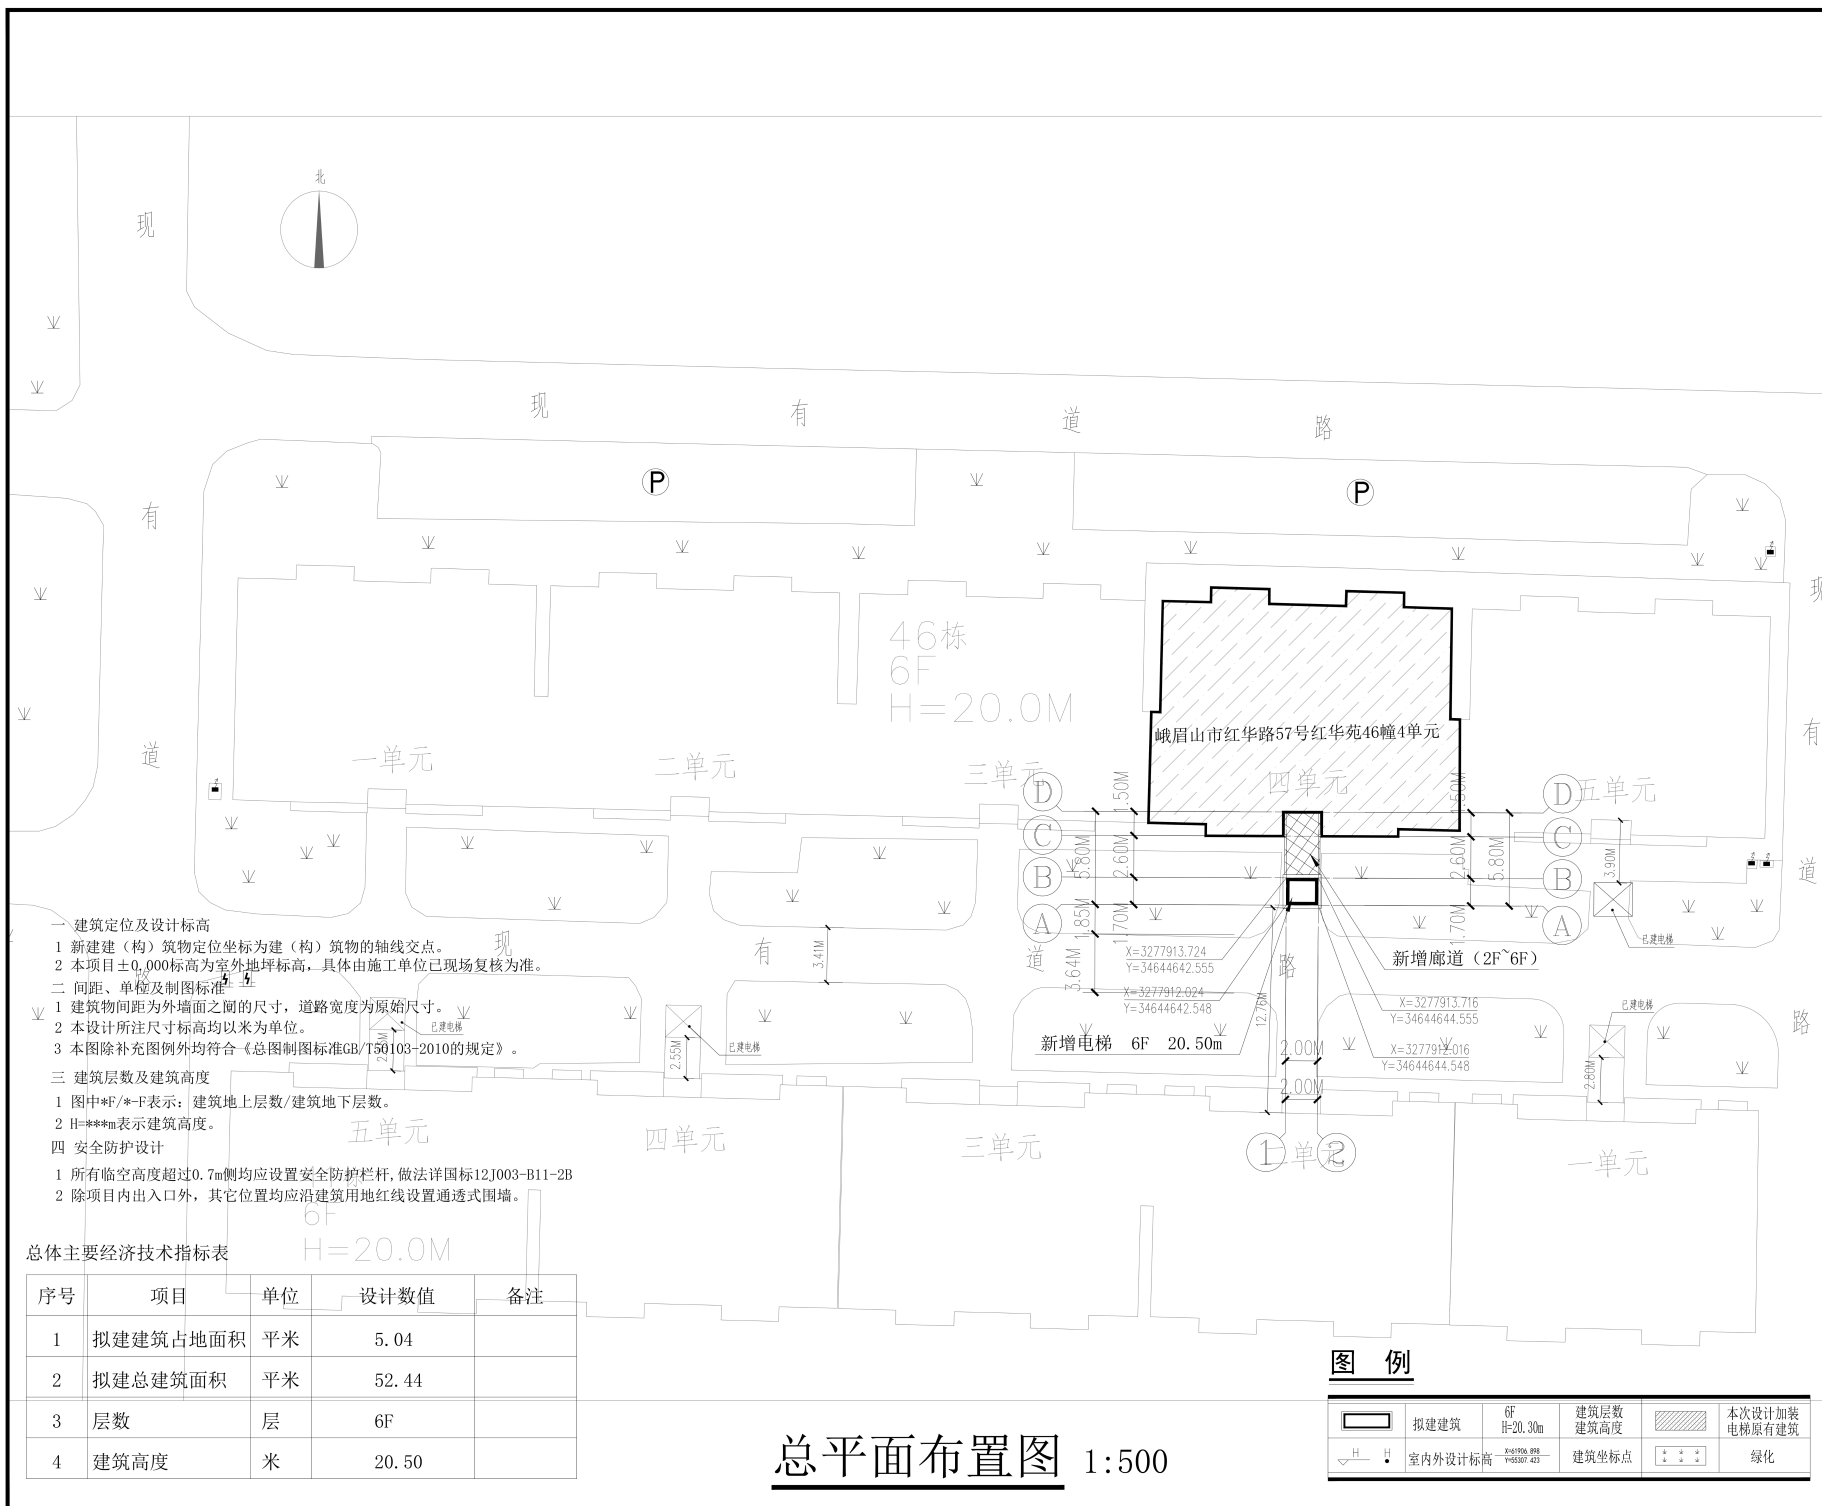 北
现
现 有 道 路
P
P
有
现
46栋
6F
H=20.0M
峨眉山市红华路57号红华苑46幢4单元
有
道
一单元
二单元
三单元
四单元
五单元
D
C
B
A
D
C
B
A
1.50M
2.60M
1.70M
5.80M
1.85M
3.64M
1.50M
2.60M
1.70M
5.80M
3.90M
道
已建电梯
现 有 道 路
3.41M
12.76M
X=3277913.724
Y=34644642.555
X=3277912.024
Y=34644642.548
新增廊道（2F~6F）
X=3277913.716
Y=34644644.555
X=3277912.016
Y=34644644.548
新增电梯 6F 20.50m
2.00M
2.00M
已建电梯
2.80M
路
已建电梯
已建电梯
2.55M
路
一 建筑定位及设计标高
1 新建建（构）筑物定位坐标为建（构）筑物的轴线交点。
2 本项目±0.000标高为室外地坪标高，具体由施工单位已现场复核为准。
二 间距、单位及制图标准
1 建筑物间距为外墙面之间的尺寸，道路宽度为原始尺寸。
2 本设计所注尺寸标高均以米为单位。
3 本图除补充图例外均符合《总图制图标准GB/T50103-2010的规定》。
三 建筑层数及建筑高度
1 图中*F/*-F表示：建筑地上层数/建筑地下层数。
2 H=***m表示建筑高度。
四 安全防护设计
1 所有临空高度超过0.7m侧均应设置安全防护栏杆,做法详国标12J003-B11-2B
2 除项目内出入口外，其它位置均应沿建筑用地红线设置通透式围墙。
五单元
四单元
三单元
1
2
二单元
一单元
6F
H=20.0M
总体主要经济技术指标表
序号 项目 单位 设计数值 备注
1 拟建建筑占地面积 平米 5.04
2 拟建总建筑面积 平米 52.44
3 层数 层 6F
4 建筑高度 米 20.50
总平面布置图 1:500
图 例
拟建建筑 6F H=20.30m 建筑层数 建筑高度 本次设计加装 电梯原有建筑
H H 室内外设计标高 X=61906.898 Y=55307.423 建筑坐标点 绿化